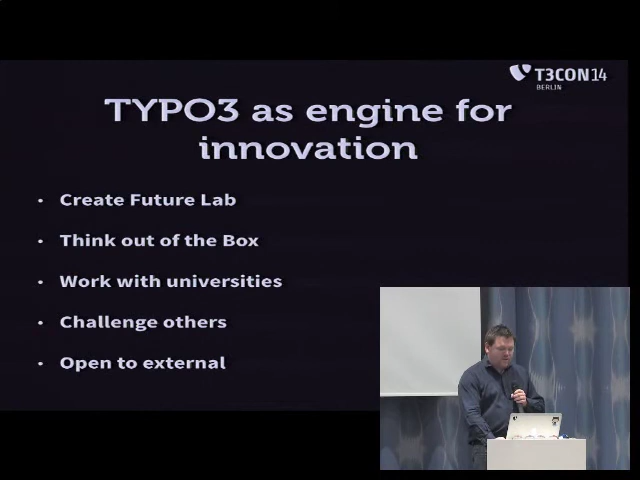 T3CON14
BERLIN
TYPO3 as engine for
innovation
• Create Future Lab
• Think out of the Box
• Work with universities
• Challenge others
• Open to external